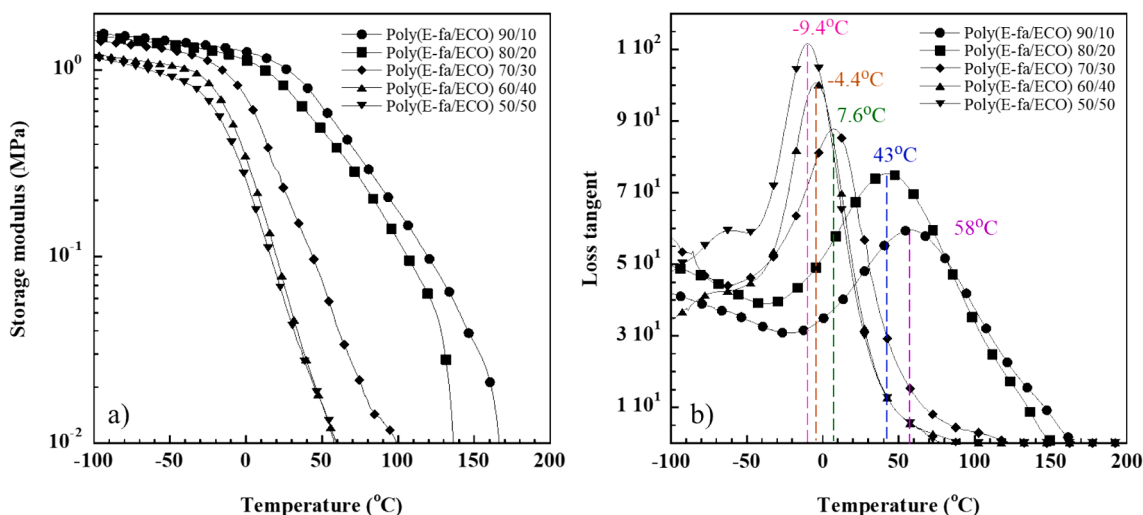 Poly(E-fa/ECO) 90/10
Poly(E-fa/ECO) 80/20
Poly(E-fa/ECO) 70/30
Poly(E-fa/ECO) 60/40
Poly(E-fa/ECO) 50/50
Storage modulus (MPa)
10⁰
10⁻¹
10⁻²
a)
-100 -50 0 50 100 150 200
Temperature (°C)
Poly(E-fa/ECO) 90/10
Poly(E-fa/ECO) 80/20
Poly(E-fa/ECO) 70/30
Poly(E-fa/ECO) 60/40
Poly(E-fa/ECO) 50/50
-9.4°C
-4.4°C
7.6°C
43°C
58°C
Loss tangent
1 10²
9 10¹
7 10¹
5 10¹
3 10¹
1 10¹
b)
-100 -50 0 50 100 150 200
Temperature (°C)